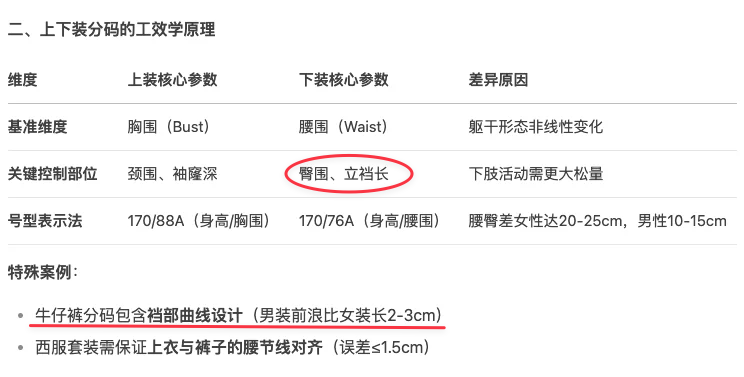 二、上下装分码的工效学原理
维度 上装核心参数 下装核心参数 差异原因
基准维度 胸围（Bust） 腰围（Waist） 躯干形态非线性变化
关键控制部位 颈围、袖窿深 臀围、立裆长 下肢活动需更大松量
号型表示法 170/88A（身高/胸围） 170/76A（身高/腰围） 腰臀差女性达20-25cm，男性10-15cm
特殊案例：
牛仔裤分码包含裆部曲线设计（男装前浪比女装长2-3cm）
西服套装需保证上衣与裤子的腰节线对齐（误差≤1.5cm）